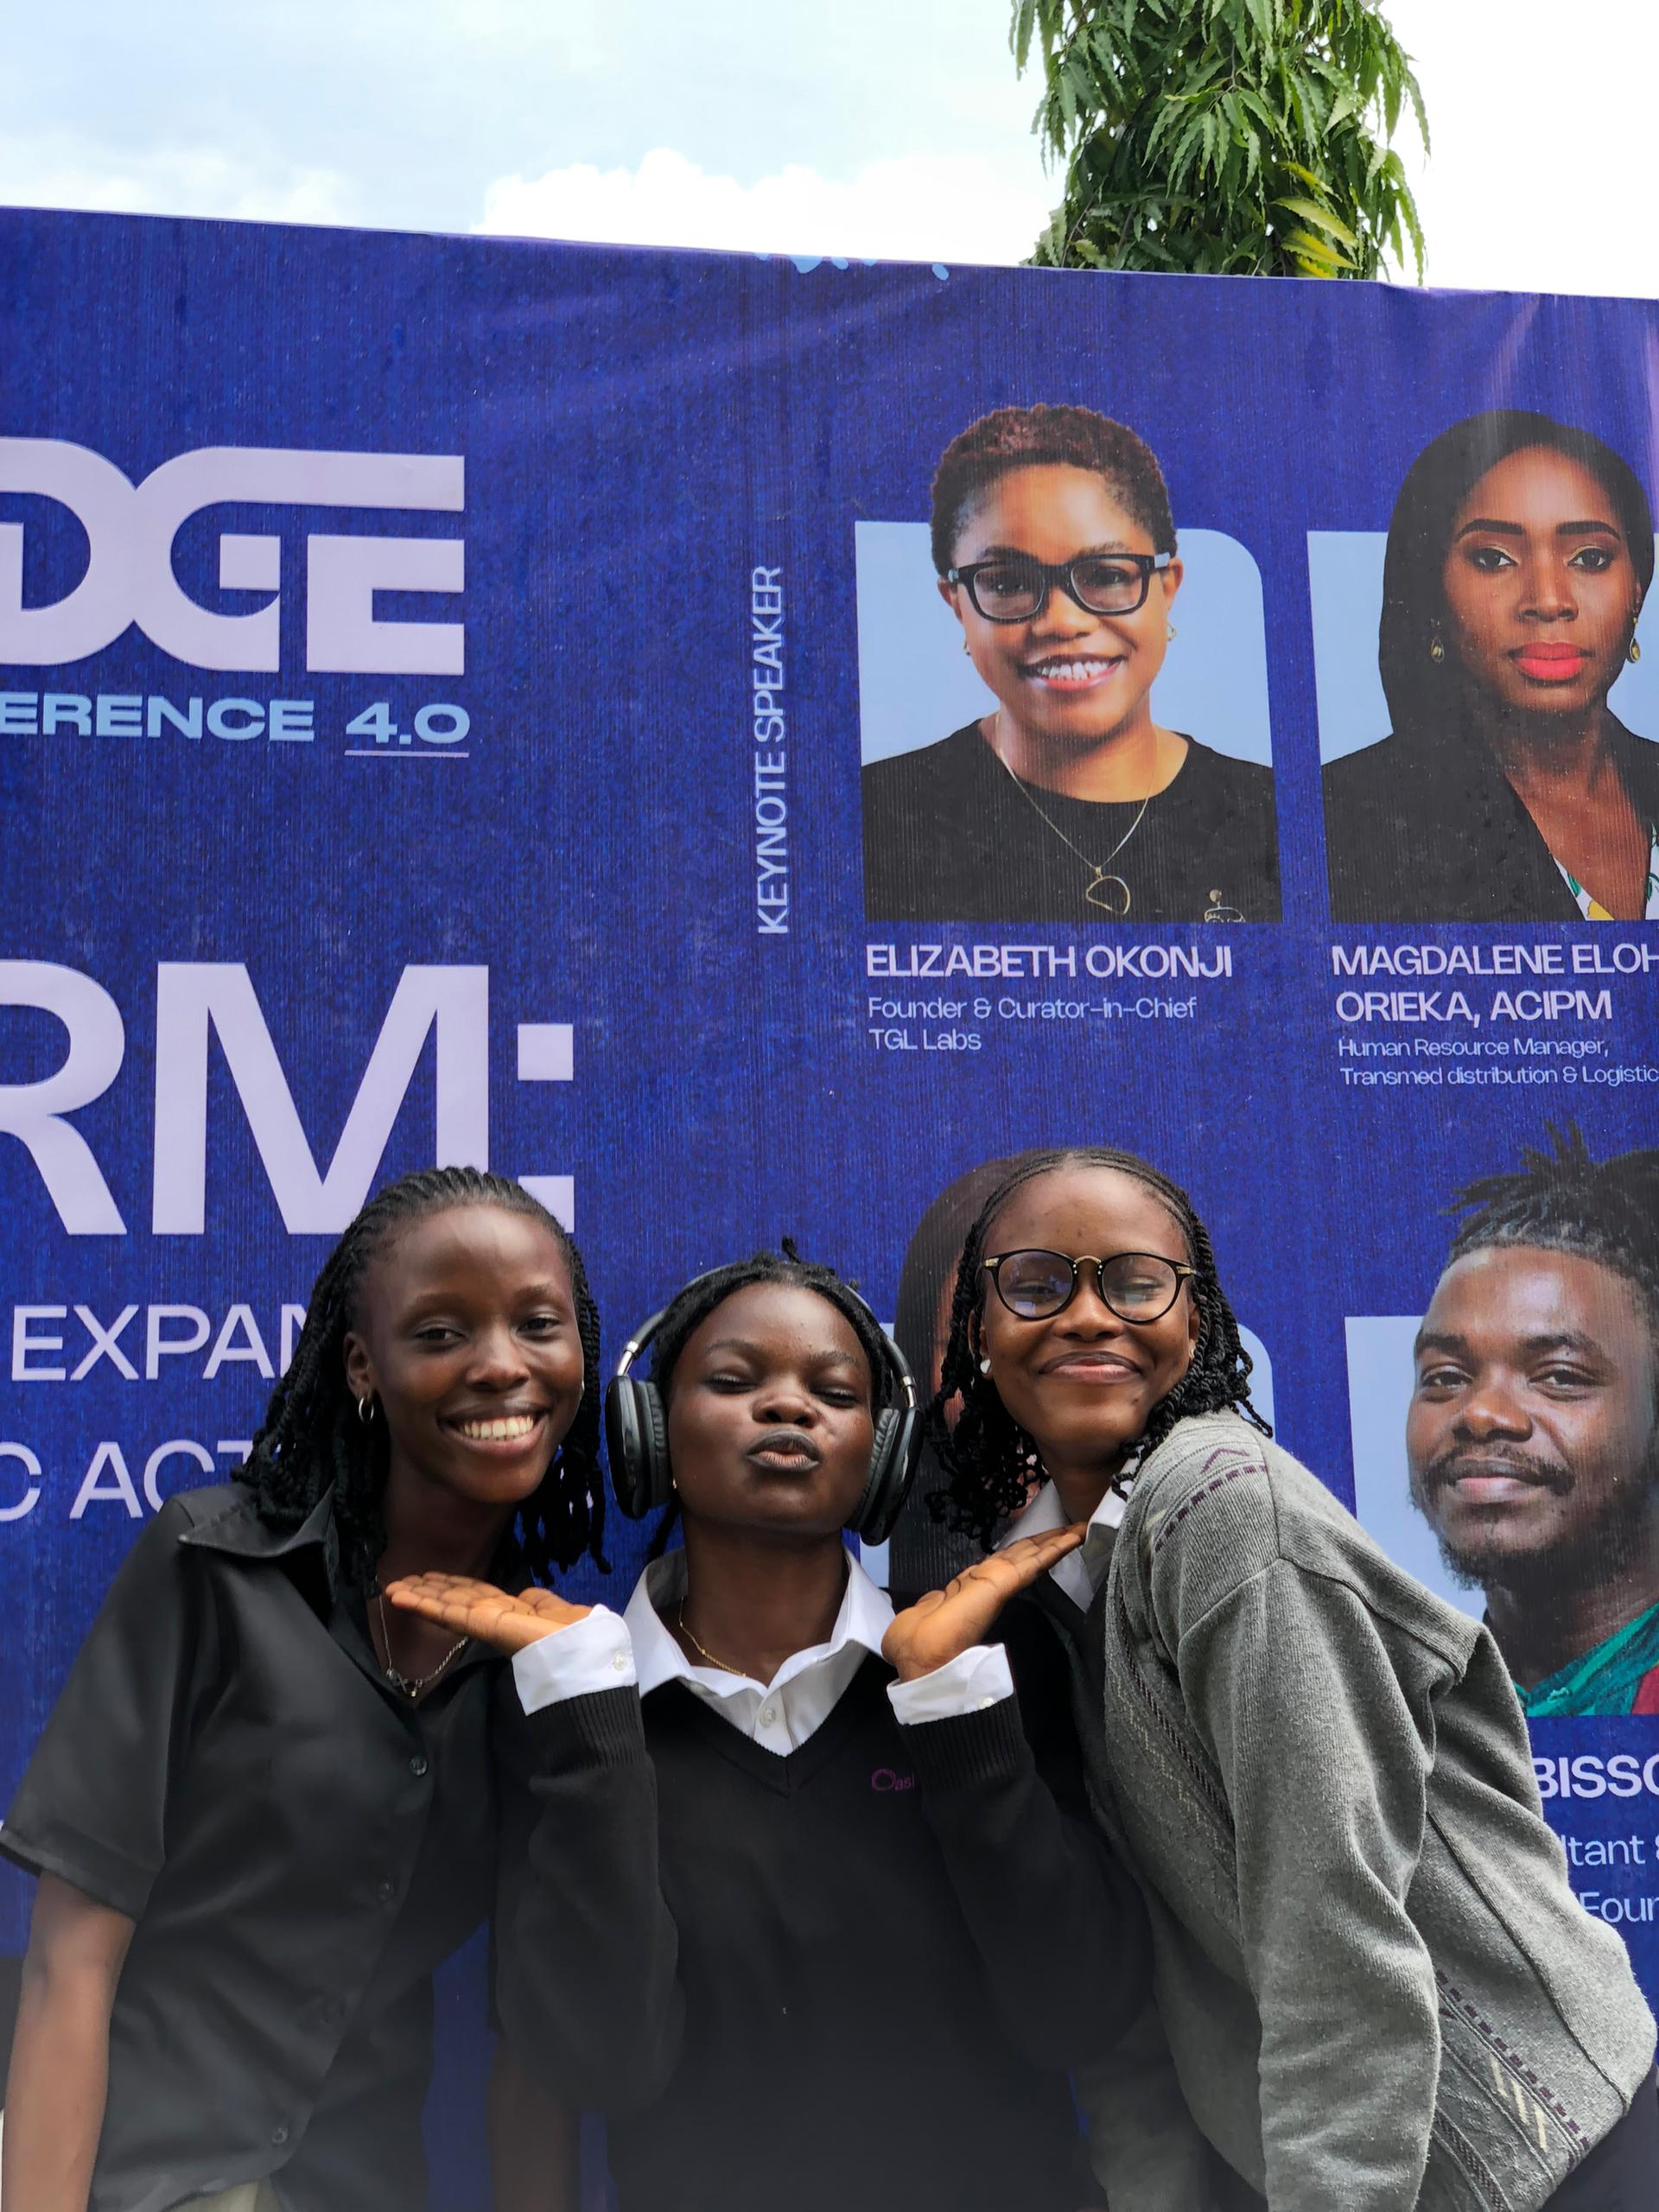 DGE
ERENCE 4.0
RM:
EXPAN
C ACT
KEYNOTE SPEAKER
ELIZABETH OKONJI
Founder & Curator-in-Chief
TGL Labs
MAGDALENE ELOH
ORIEKA, ACIPM
Human Resource Manager,
Transmed distribution & Logistic
BISSO
ltant &
Foun
Oasi